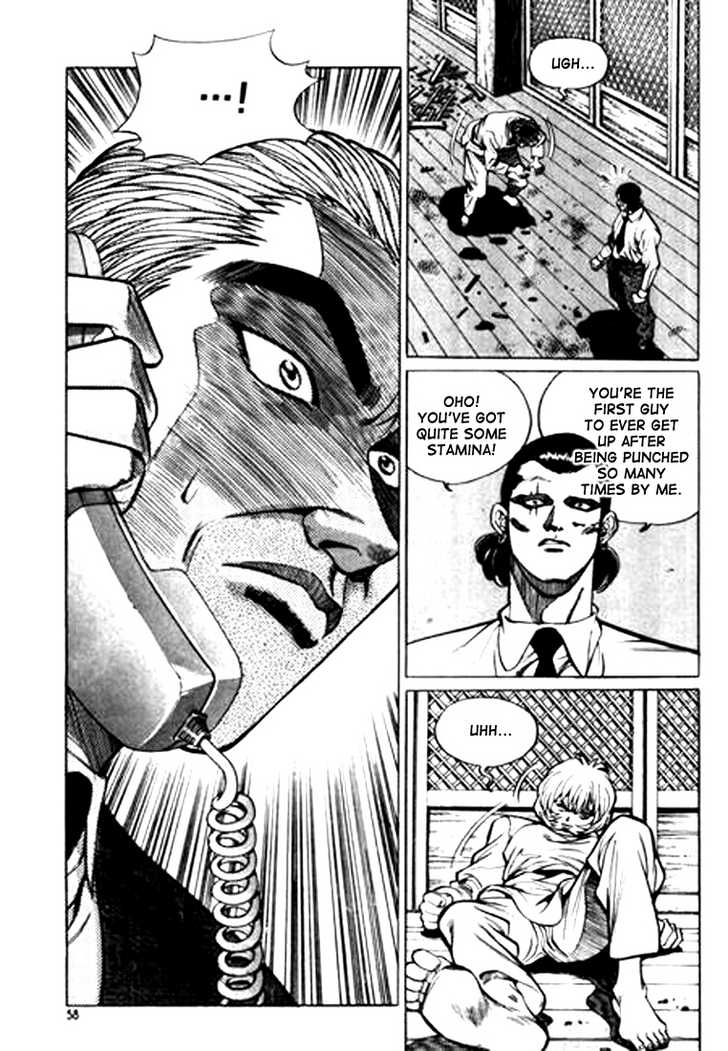 UGH...
YOU'RE THE
FIRST GUY
TO EVER GET
UP AFTER
BEING PUNCHED
SO MANY
TIMES BY ME.
OHO!
YOU'VE GOT
QUITE SOME
STAMINA!
UHH...
...!
58